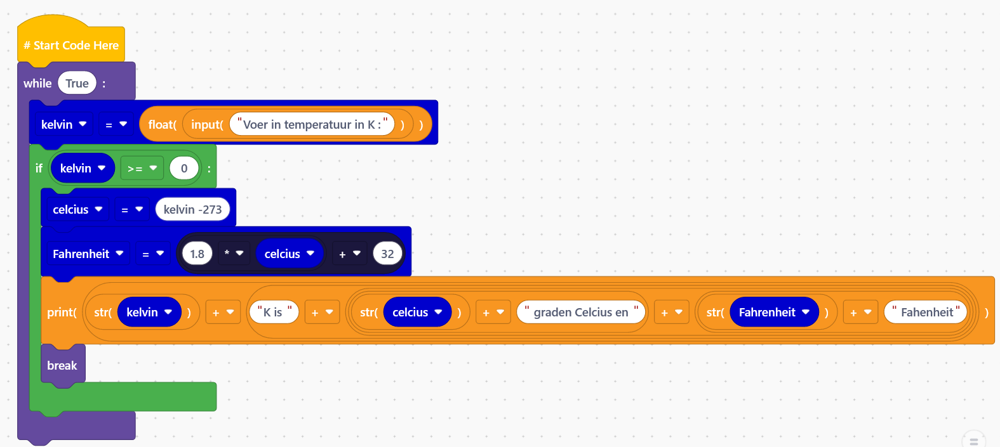 # Start Code Here
while True :
kelvin = float( input( "Voer in temperatuur in K :" ) )
if kelvin >= 0 :
celcius = kelvin -273
Fahrenheit = 1.8 * celcius + 32
print( str( kelvin ) + "K is " + str( celcius ) + " graden Celcius en " + str( Fahrenheit ) + " Fahenheit" )
break